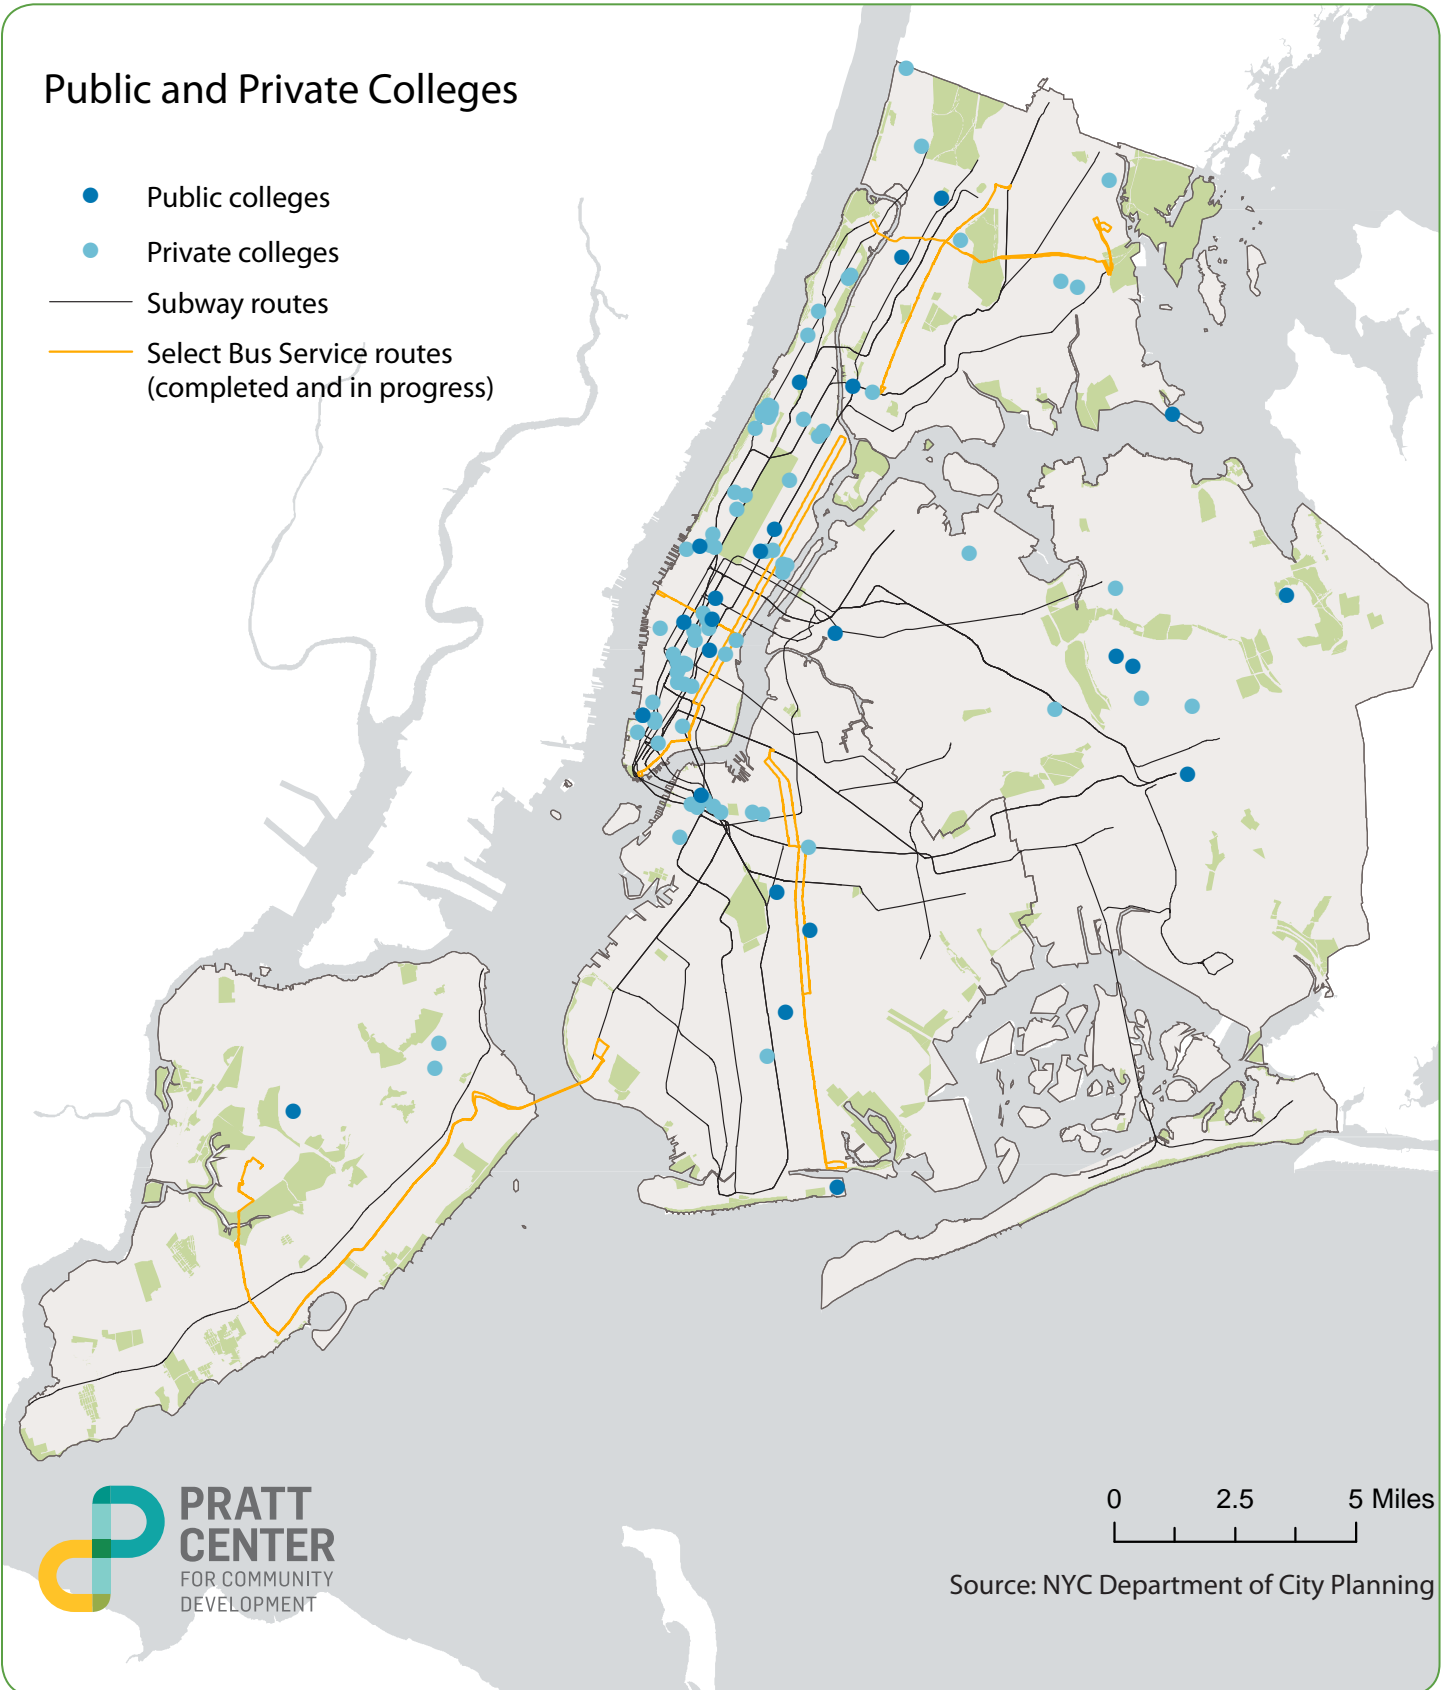 Public and Private Colleges
Public colleges
Private colleges
Subway routes
Select Bus Service routes
(completed and in progress)
PRATT
CENTER
FOR COMMUNITY
DEVELOPMENT
0 2.5 5 Miles
Source: NYC Department of City Planning